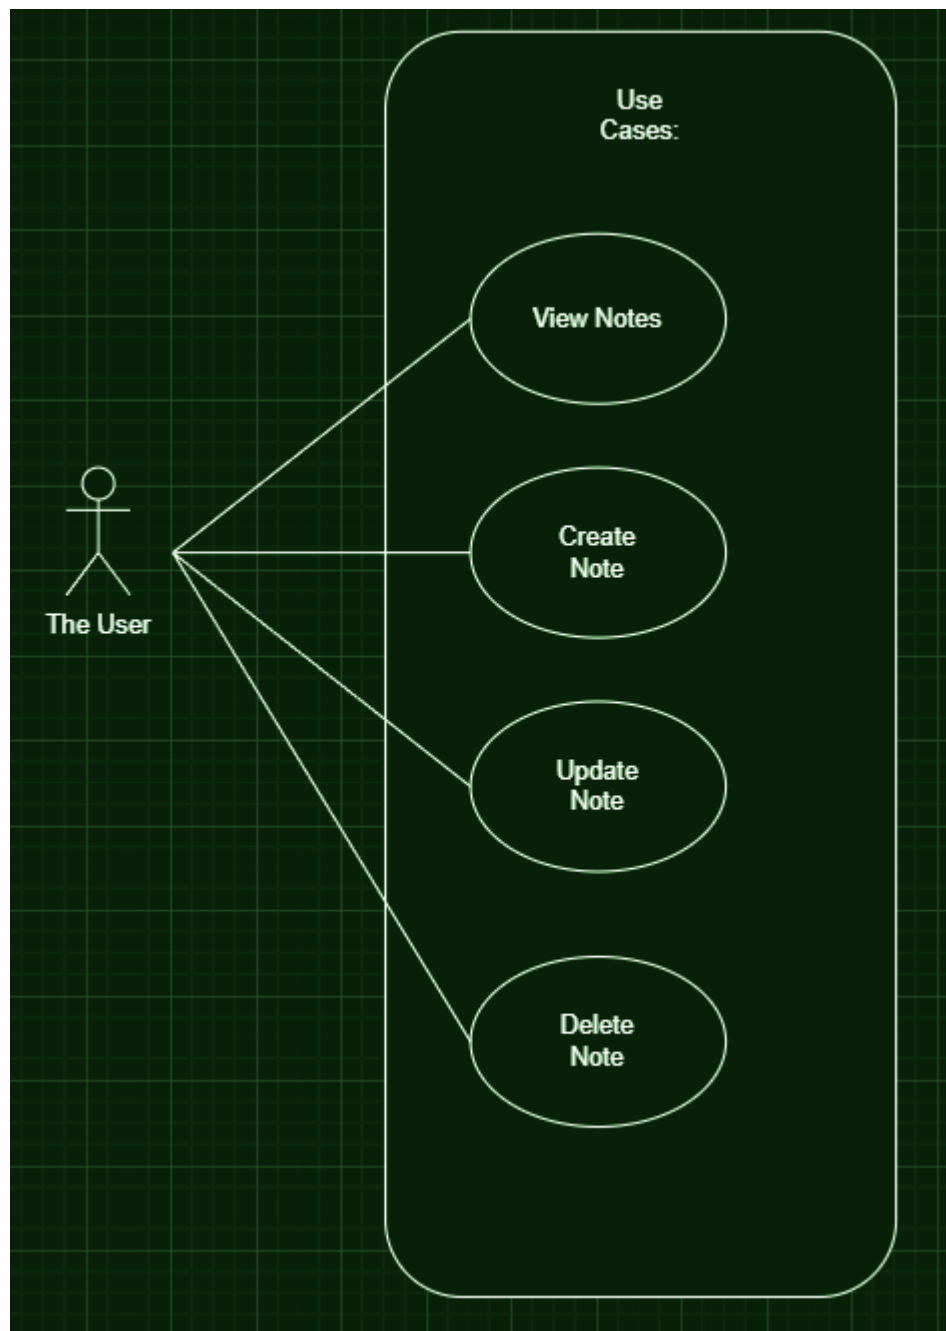 Use
Cases:
View Notes
Create
Note
The User
Update
Note
Delete
Note